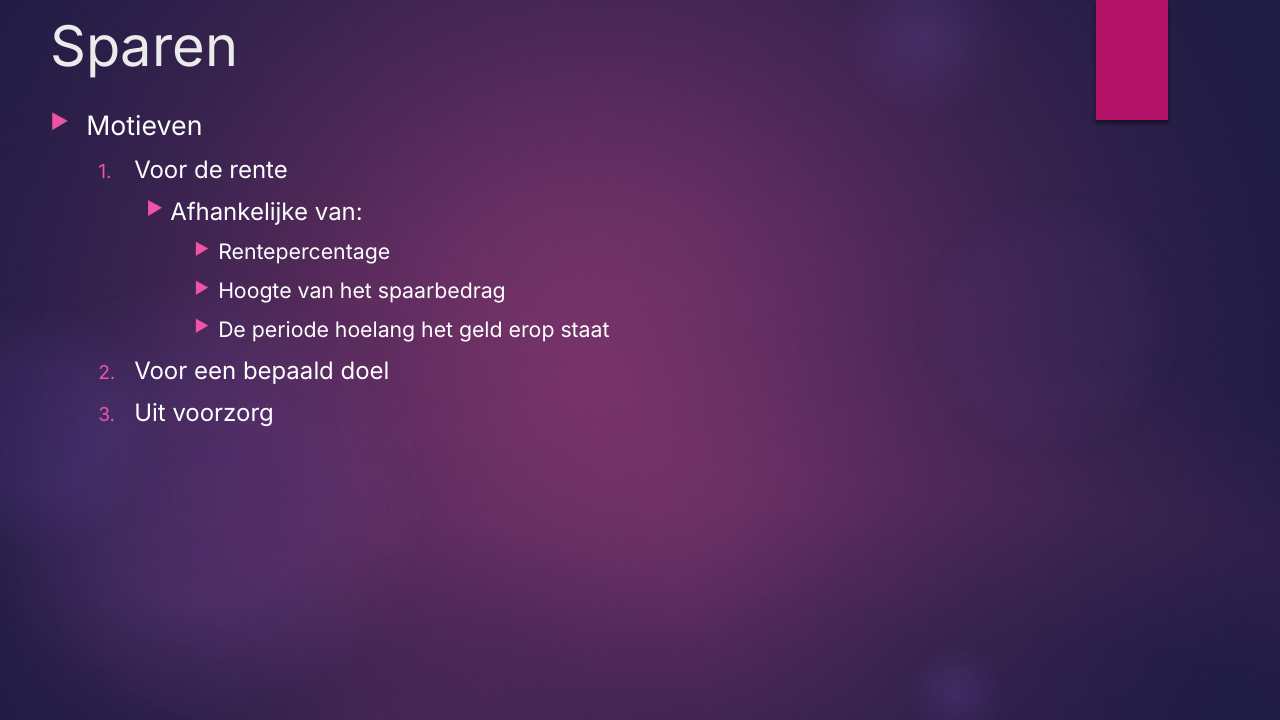 Sparen
Motieven
1. Voor de rente
Afhankelijke van:
Rentepercentage
Hoogte van het spaarbedrag
De periode hoelang het geld erop staat
2. Voor een bepaald doel
3. Uit voorzorg